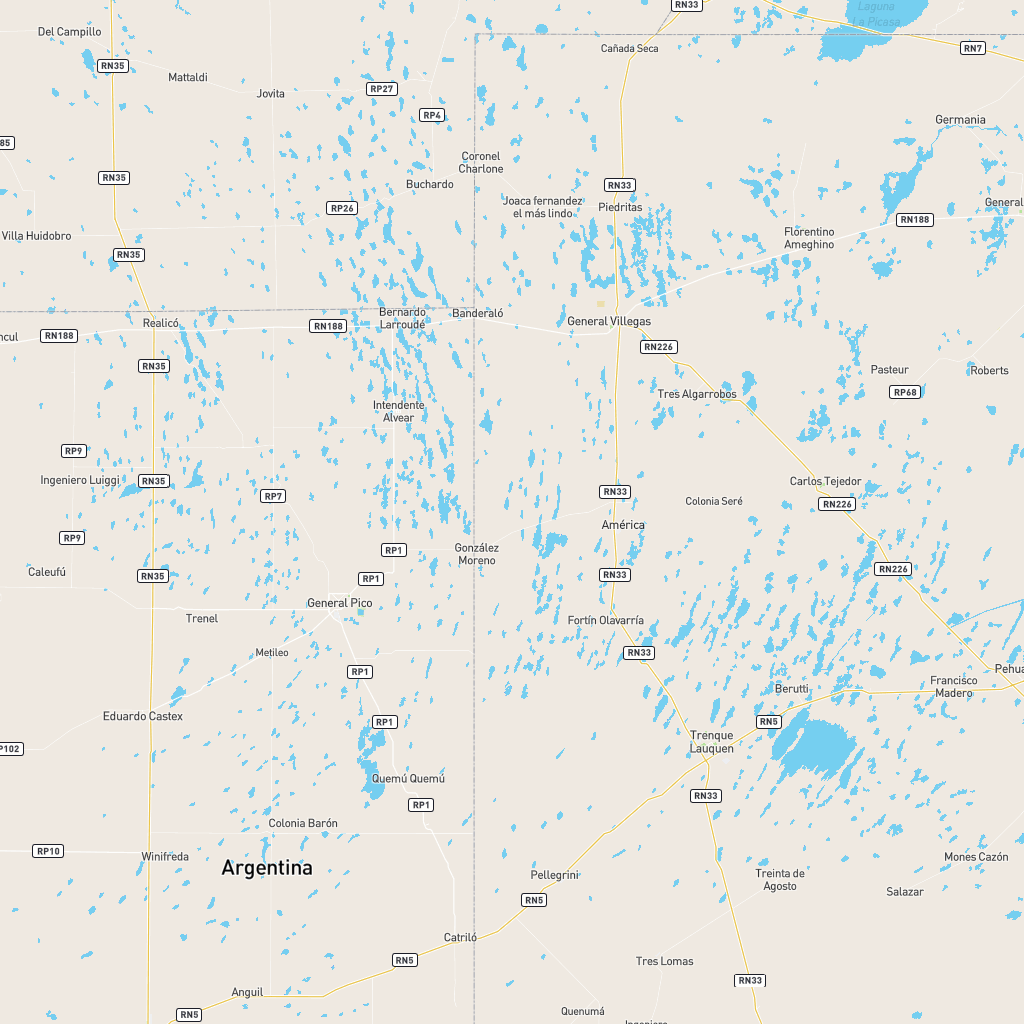 RN33
Laguna
La Picasa
Del Campillo
Cañada Seca
RN7
RN35
Mattaldi
Jovita
RP27
RP4
Germania
85
Coronel
Charlone
RN35
Buchardo
RN33
Joaca fernandez
el más lindo
Piedritas
General
RP26
RN188
Villa Huidobro
Florentino
Ameghino
RN35
Realicó
RN188
Bernardo
Larroudé
Banderaló
General Villegas
ncul
RN188
RN226
RN35
Pasteur
Roberts
Tres Algarrobos
RP68
Intendente
Alvear
RP9
Ingeniero Luiggi
RN35
Carlos Tejedor
RP7
RN33
Colonia Seré
RN226
América
RP9
RP1
González
Moreno
Caleufú
RN35
RP1
RN33
RN226
General Pico
Trenel
Fortín Olavarría
Metileo
RN33
RP1
Pehua
Berutti
Francisco
Madero
Eduardo Castex
RP1
RN5
P102
Trenque
Lauquen
Quemú Quemú
RN33
RP1
Colonia Barón
RP10
Winifreda
Argentina
Mones Cazón
Pellegrini
Treinta de
Agosto
Salazar
RN5
Catriló
RN5
Tres Lomas
RN33
Anguil
RN5
Quenumá
Ingeniero